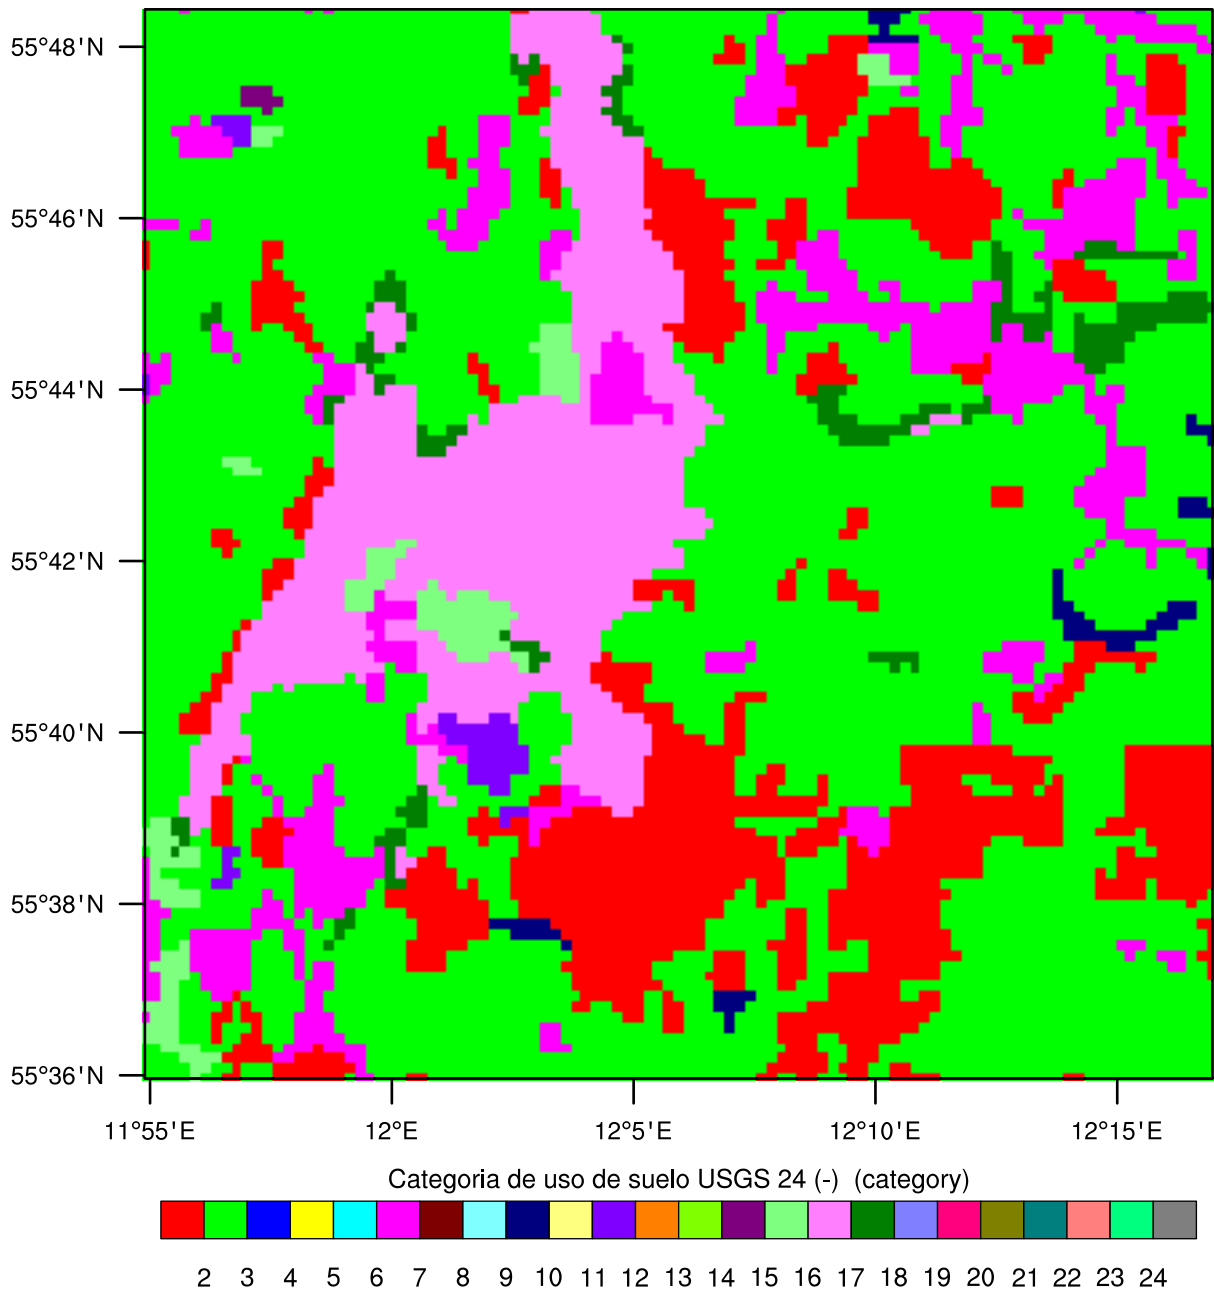 55°48'N
55°46'N
55°44'N
55°42'N
55°40'N
55°38'N
55°36'N
11°55'E 12°E 12°5'E 12°10'E 12°15'E
Categoria de uso de suelo USGS 24 (-) (category)
2 3 4 5 6 7 8 9 10 11 12 13 14 15 16 17 18 19 20 21 22 23 24